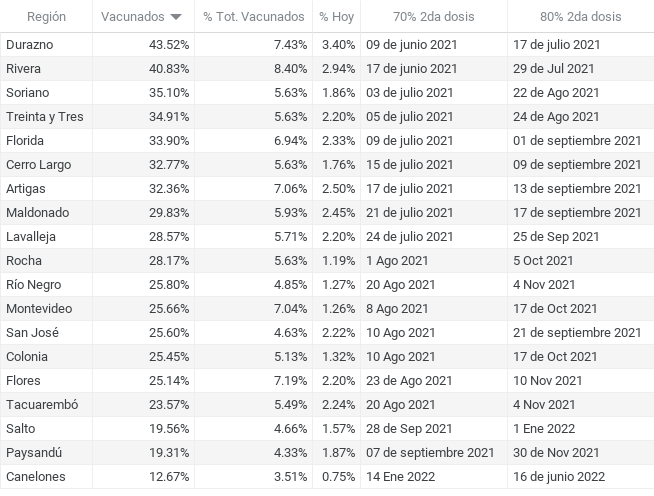 Región Vacunados % Tot. Vacunados % Hoy 70% 2da dosis 80% 2da dosis
Durazno 43.52% 7.43% 3.40% 09 de junio 2021 17 de julio 2021
Rivera 40.83% 8.40% 2.94% 17 de junio 2021 29 de Jul 2021
Soriano 35.10% 5.63% 1.86% 03 de julio 2021 22 de Ago 2021
Treinta y Tres 34.91% 5.63% 2.20% 05 de julio 2021 24 de Ago 2021
Florida 33.90% 6.94% 2.33% 09 de julio 2021 01 de septiembre 2021
Cerro Largo 32.77% 5.63% 1.76% 15 de julio 2021 09 de septiembre 2021
Artigas 32.36% 7.06% 2.50% 17 de julio 2021 13 de septiembre 2021
Maldonado 29.83% 5.93% 2.45% 21 de julio 2021 17 de septiembre 2021
Lavalleja 28.57% 5.71% 2.20% 24 de julio 2021 25 de Sep 2021
Rocha 28.17% 5.63% 1.19% 1 Ago 2021 5 Oct 2021
Río Negro 25.80% 4.85% 1.27% 20 Ago 2021 4 Nov 2021
Montevideo 25.66% 7.04% 1.26% 8 Ago 2021 17 de Oct 2021
San José 25.60% 4.63% 2.22% 10 Ago 2021 21 de septiembre 2021
Colonia 25.45% 5.13% 1.32% 10 Ago 2021 17 de Oct 2021
Flores 25.14% 7.19% 2.20% 23 de Ago 2021 10 Nov 2021
Tacuarembó 23.57% 5.49% 2.24% 20 Ago 2021 4 Nov 2021
Salto 19.56% 4.66% 1.57% 28 de Sep 2021 1 Ene 2022
Paysandú 19.31% 4.33% 1.87% 07 de septiembre 2021 30 de Nov 2021
Canelones 12.67% 3.51% 0.75% 14 Ene 2022 16 de junio 2022